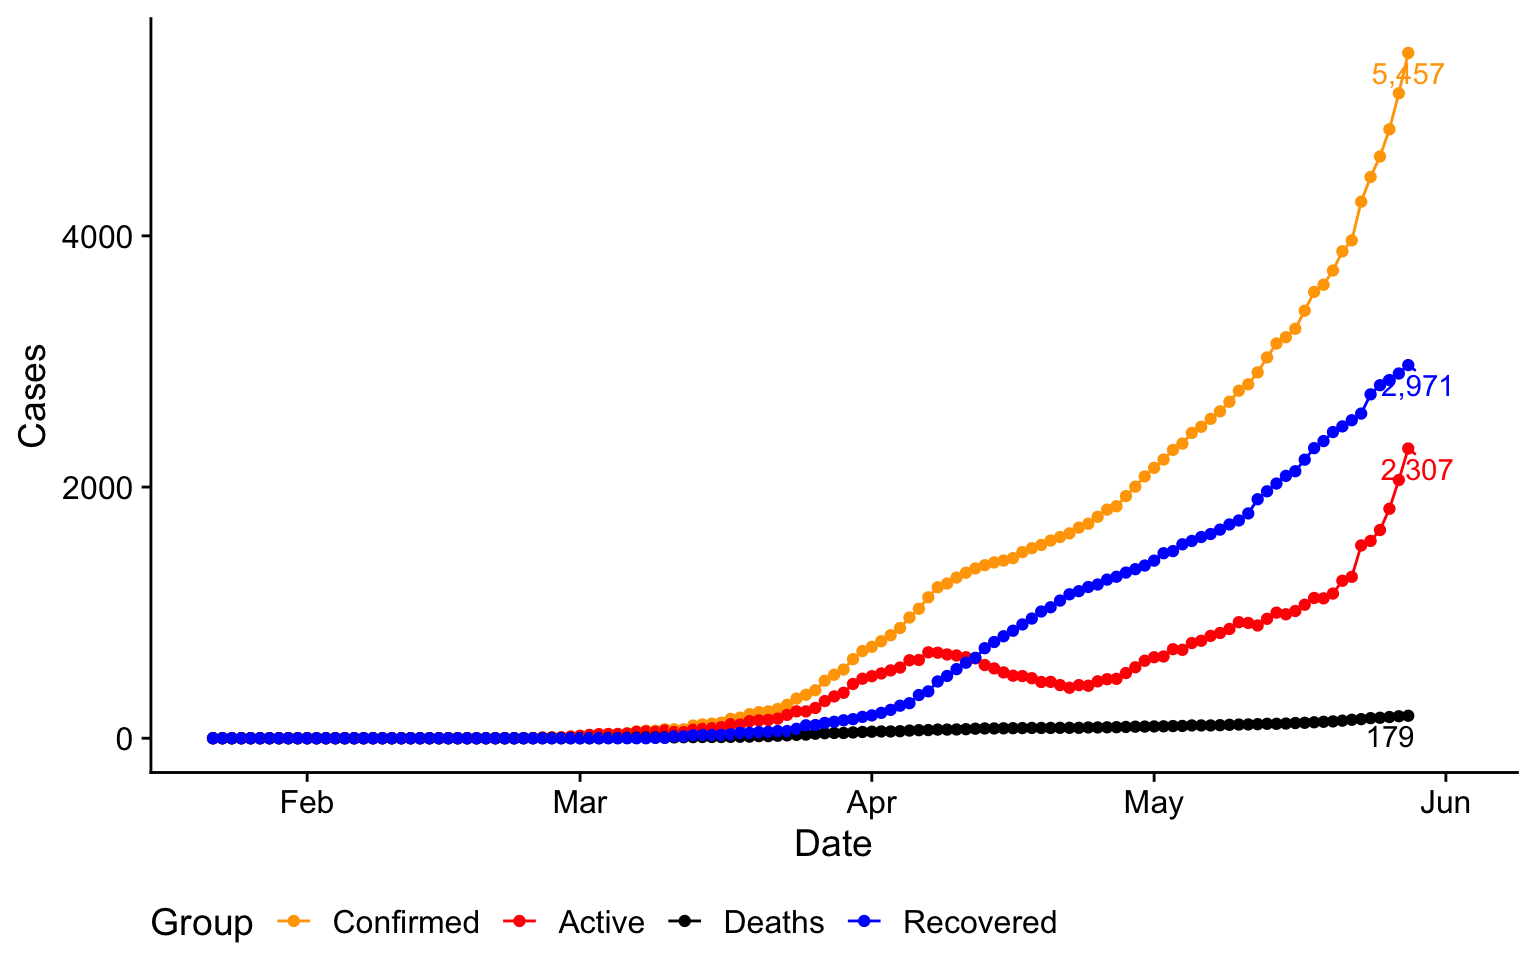 5,457
4000
Cases
2,971
2,307
2000
0
179
Feb Mar Apr May Jun
Date
Group Confirmed Active Deaths Recovered